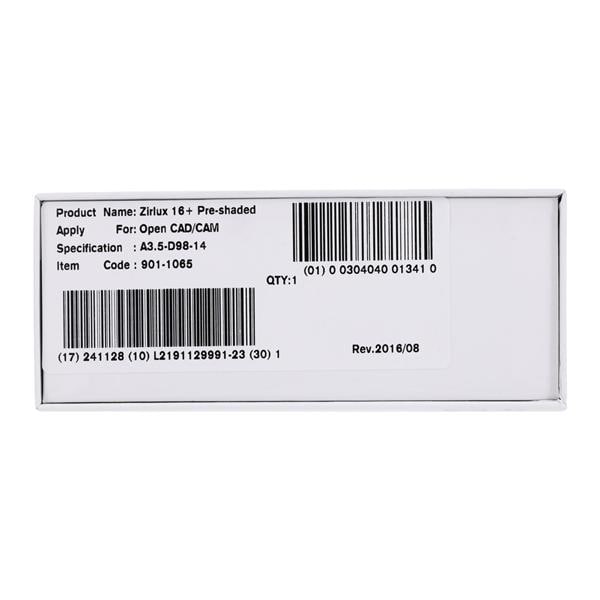 Product Name: Zirlux 16+ Pre-shaded
Apply For: Open CAD/CAM
Specification : A3.5-D98-14
Item Code : 901-1065
(01) 0 0304040 01341 0
QTY:1
(17) 241128 (10) L2191129991-23 (30) 1
Rev.2016/08